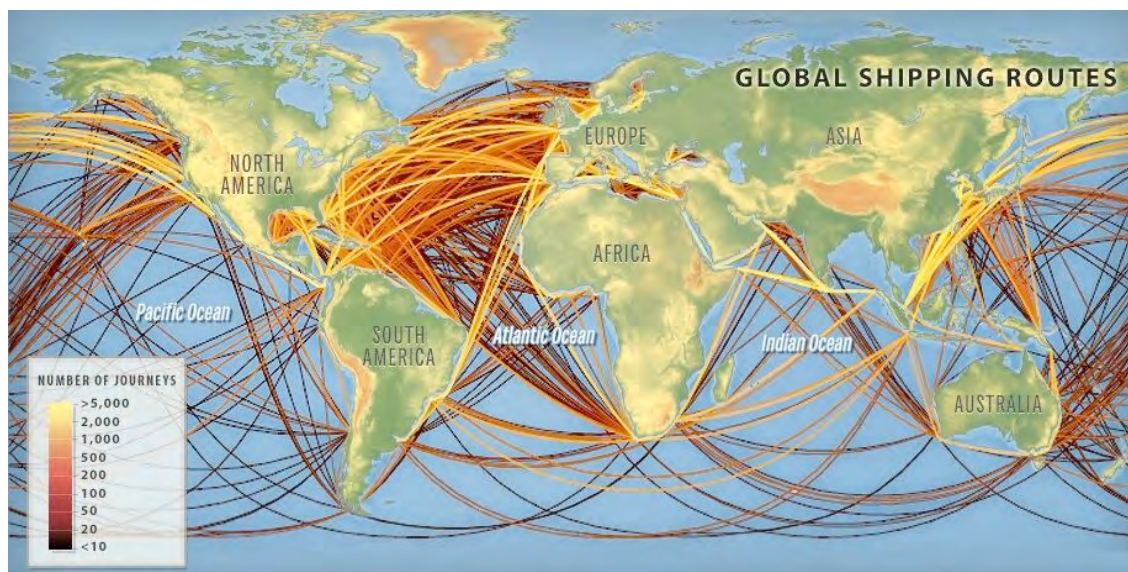 GLOBAL SHIPPING ROUTES
NORTH
AMERICA
EUROPE
ASIA
AFRICA
Pacific Ocean
SOUTH
AMERICA
Atlantic Ocean
Indian Ocean
AUSTRALIA
NUMBER OF JOURNEYS
>5,000
2,000
1,000
500
200
100
50
20
<10